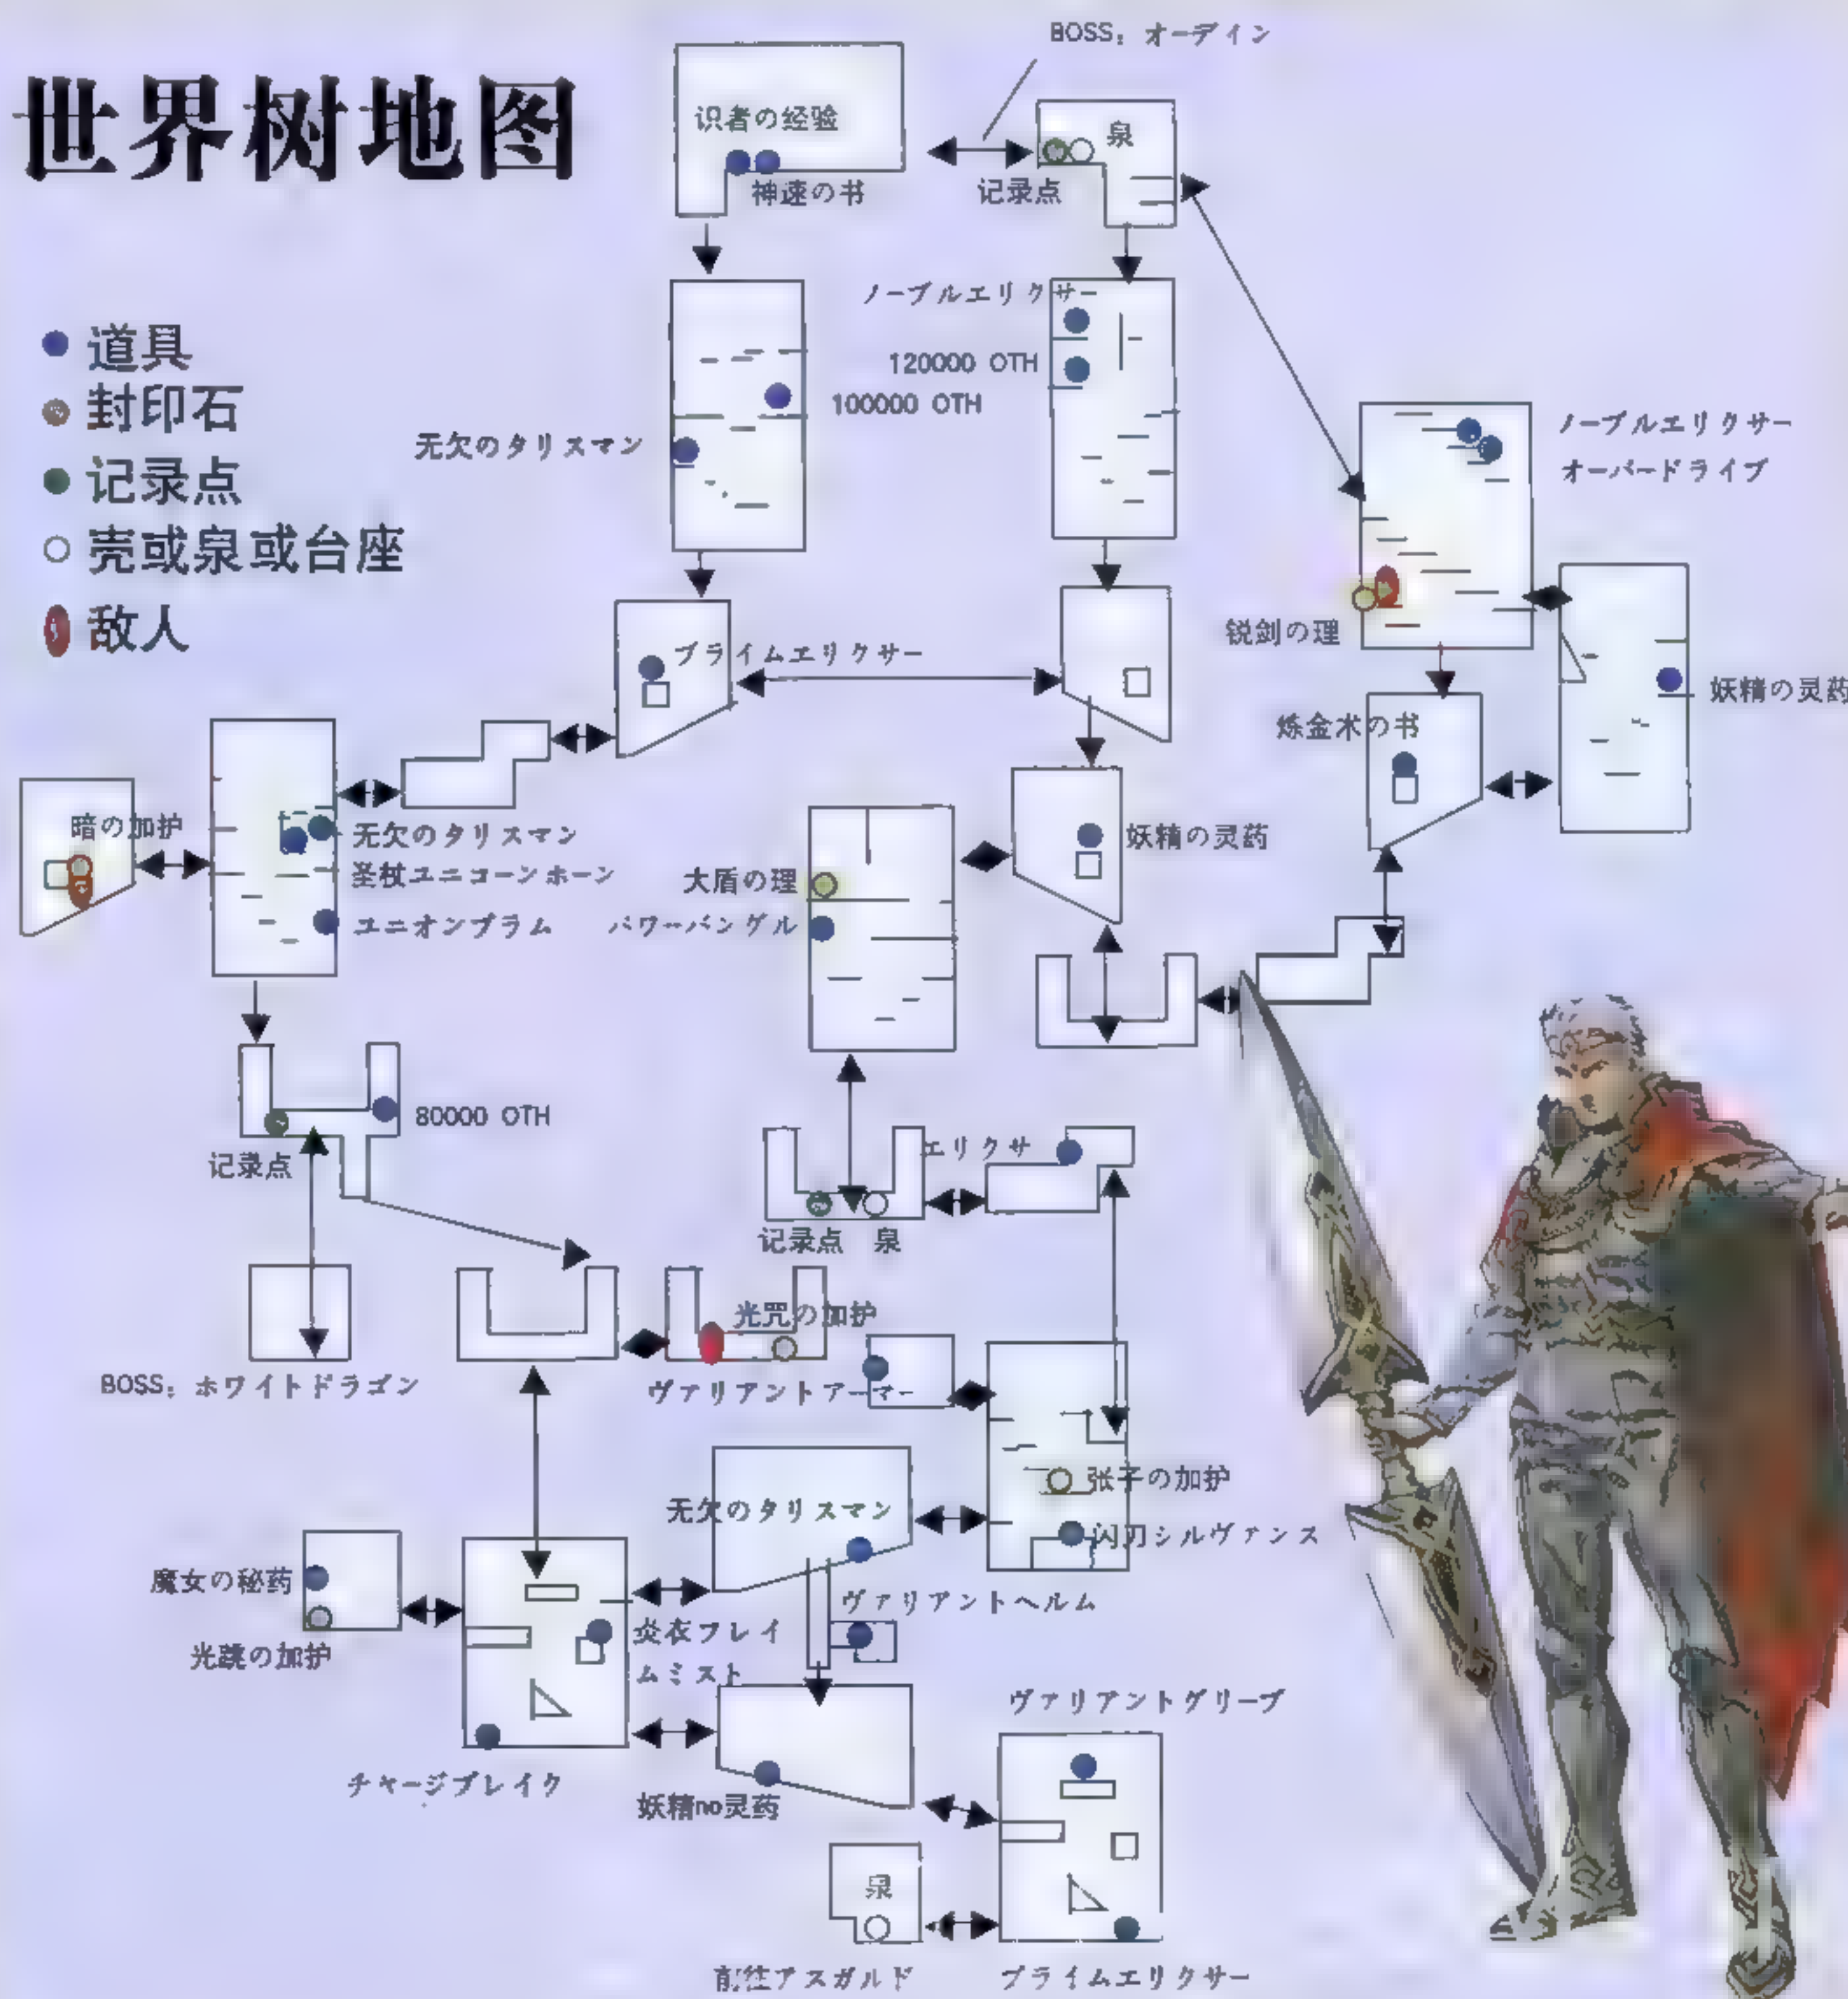 BOSS：オーディン
世界树地图
识者の经验
泉
神速の书
记录点
道具
封印石
记录点
壳或泉或台座
敌人
ノーブルエリクサー
120000 OTH
100000 OTH
无欠のタリスマン
ノーブルエリクサー
オーバードライブ
锐剑の理
妖精の灵药
プライムエリクサー
炼金术の书
暗の加护
无欠のタリスマン
圣杖ユニコーンホーン
ユニオンプラム
大盾の理
パワーバングル
妖精の灵药
80000 OTH
记录点
エリクサ
记录点 泉
BOSS：ホワイトドラゴン
光咒の加护
ヴァリアントアーマー
张子の加护
无欠のタリスマン
闪刃シルヴァンス
魔女の秘药
光跳の加护
炎衣フレイ
ムミスト
ヴァリアントヘルム
ヴァリアントグリーブ
チャージブレイク
妖精no灵药
泉
前往アスガルド
プライムエリクサー